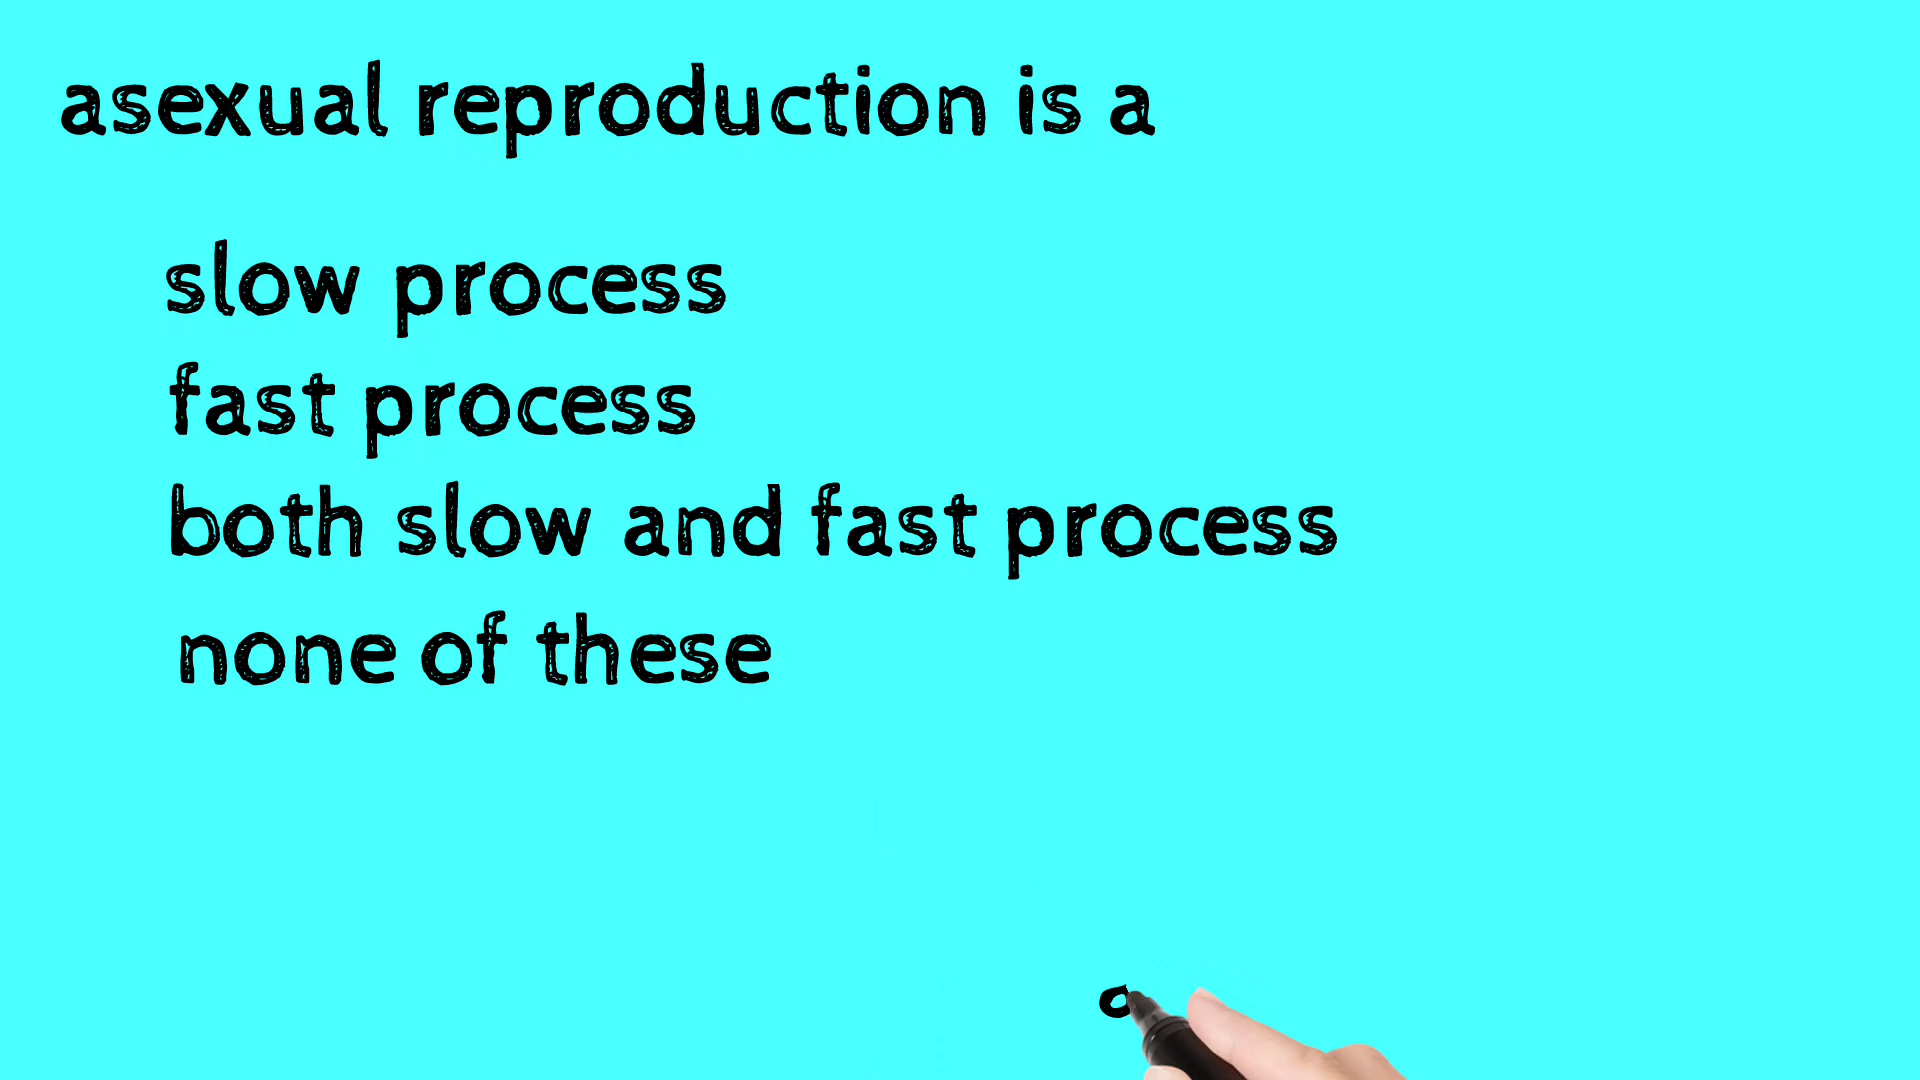 asexual reproduction is a
slow process
fast process
both slow and fast process
none of these